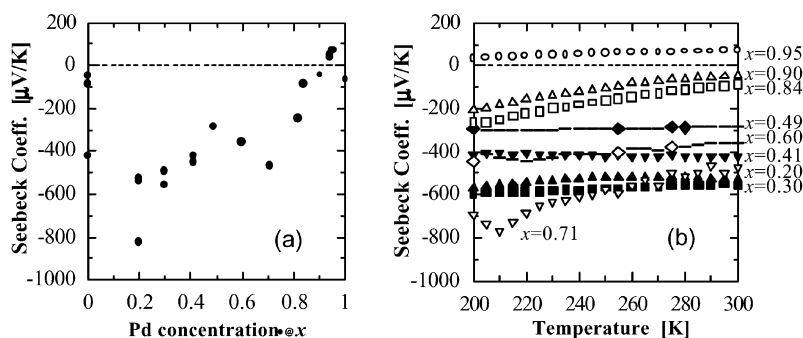 200
0
-200
-400
-600
-800
-1000
Seebeck Coeff. [μV/K]
0
0.2
0.4
0.6
0.8
1
Pd concentration•@x
(a)
200
0
-200
-400
-600
-800
-1000
Seebeck Coeff. [μV/K]
x=0.95
x=0.90
x=0.84
x=0.49
x=0.60
x=0.41
x=0.20
x=0.30
x=0.71
(b)
200
220
240
260
280
300
Temperature [K]